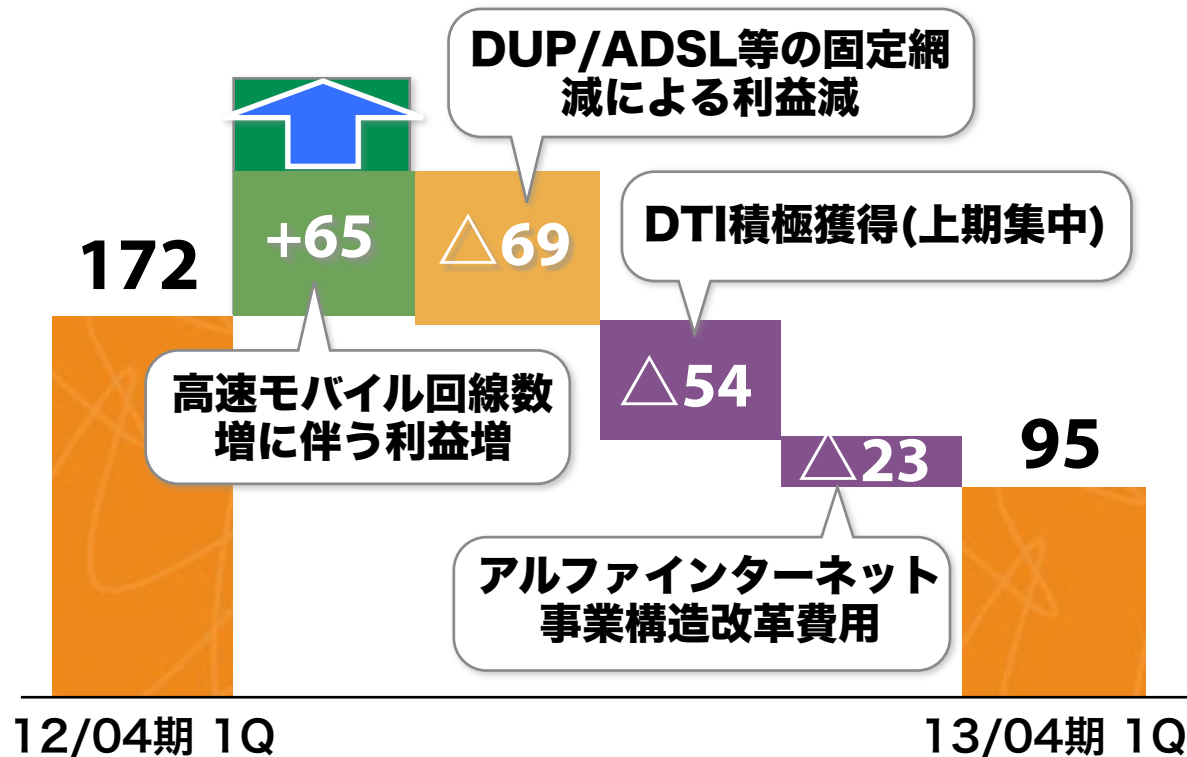 DUP/ADSL等の固定網
減による利益減
DTI積極獲得(上期集中)
172
+65
△69
△54
△23
95
高速モバイル回線数
増に伴う利益増
アルファインターネット
事業構造改革費用
12/04期 1Q
13/04期 1Q